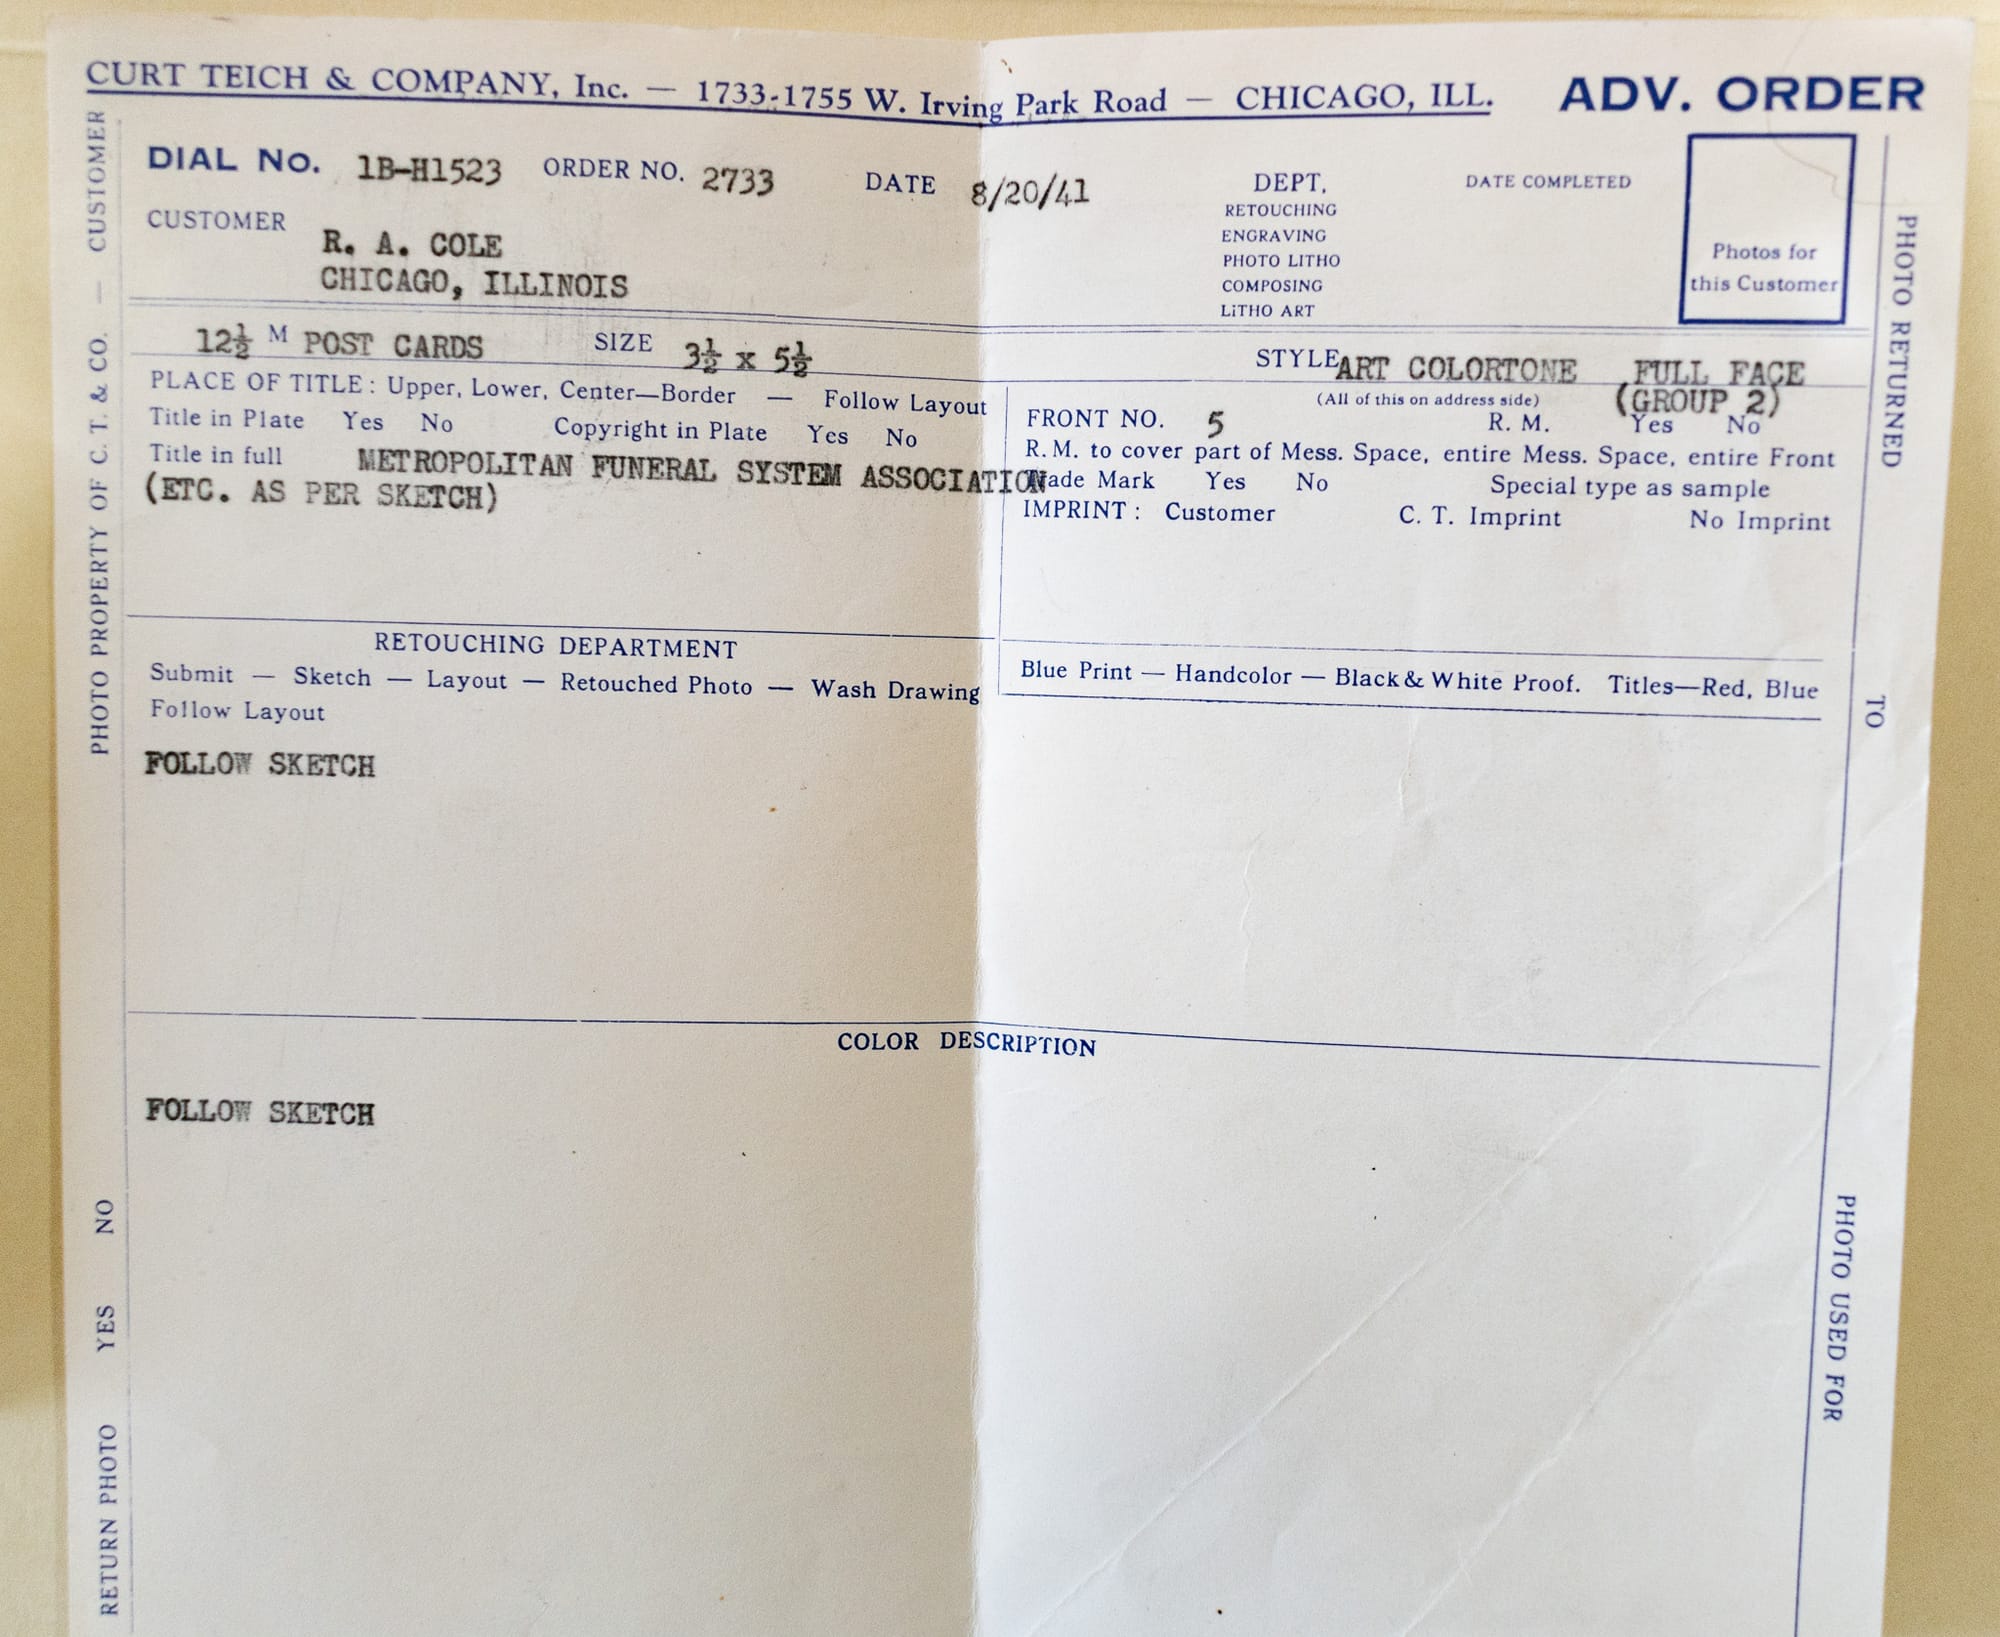 CURT TEICH & COMPANY, Inc. — 1733-1755 W. Irving Park Road — CHICAGO, ILL. ADV. ORDER
DIAL No. 1B-H1523 ORDER NO. 2733 DATE 8/20/41 DEPT. DATE COMPLETED
RETOUCHING
ENGRAVING
PHOTO LITHO
COMPOSING
LITHO ART
Photos for
this Customer
CUSTOMER
R. A. COLE
CHICAGO, ILLINOIS
12½ M POST CARDS SIZE 3½ x 5½ STYLE ART COLORTONE FULL FACE
(GROUP 2)
PLACE OF TITLE: Upper, Lower, Center—Border — Follow Layout
Title in Plate Yes No Copyright in Plate Yes No
Title in full METROPOLITAN FUNERAL SYSTEM ASSOCIATION
(ETC. AS PER SKETCH)
(All of this on address side)
FRONT NO. 5 R. M. Yes No
R. M. to cover part of Mess. Space, entire Mess. Space, entire Front
Trade Mark Yes No Special type as sample
IMPRINT: Customer C. T. Imprint No Imprint
RETOUCHING DEPARTMENT
Submit — Sketch — Layout — Retouched Photo — Wash Drawing
Follow Layout
Blue Print — Handcolor — Black & White Proof. Titles—Red, Blue
FOLLOW SKETCH
COLOR DESCRIPTION
FOLLOW SKETCH
RETURN PHOTO YES NO PHOTO PROPERTY OF C. T. & CO. — CUSTOMER
PHOTO RETURNED TO PHOTO USED FOR